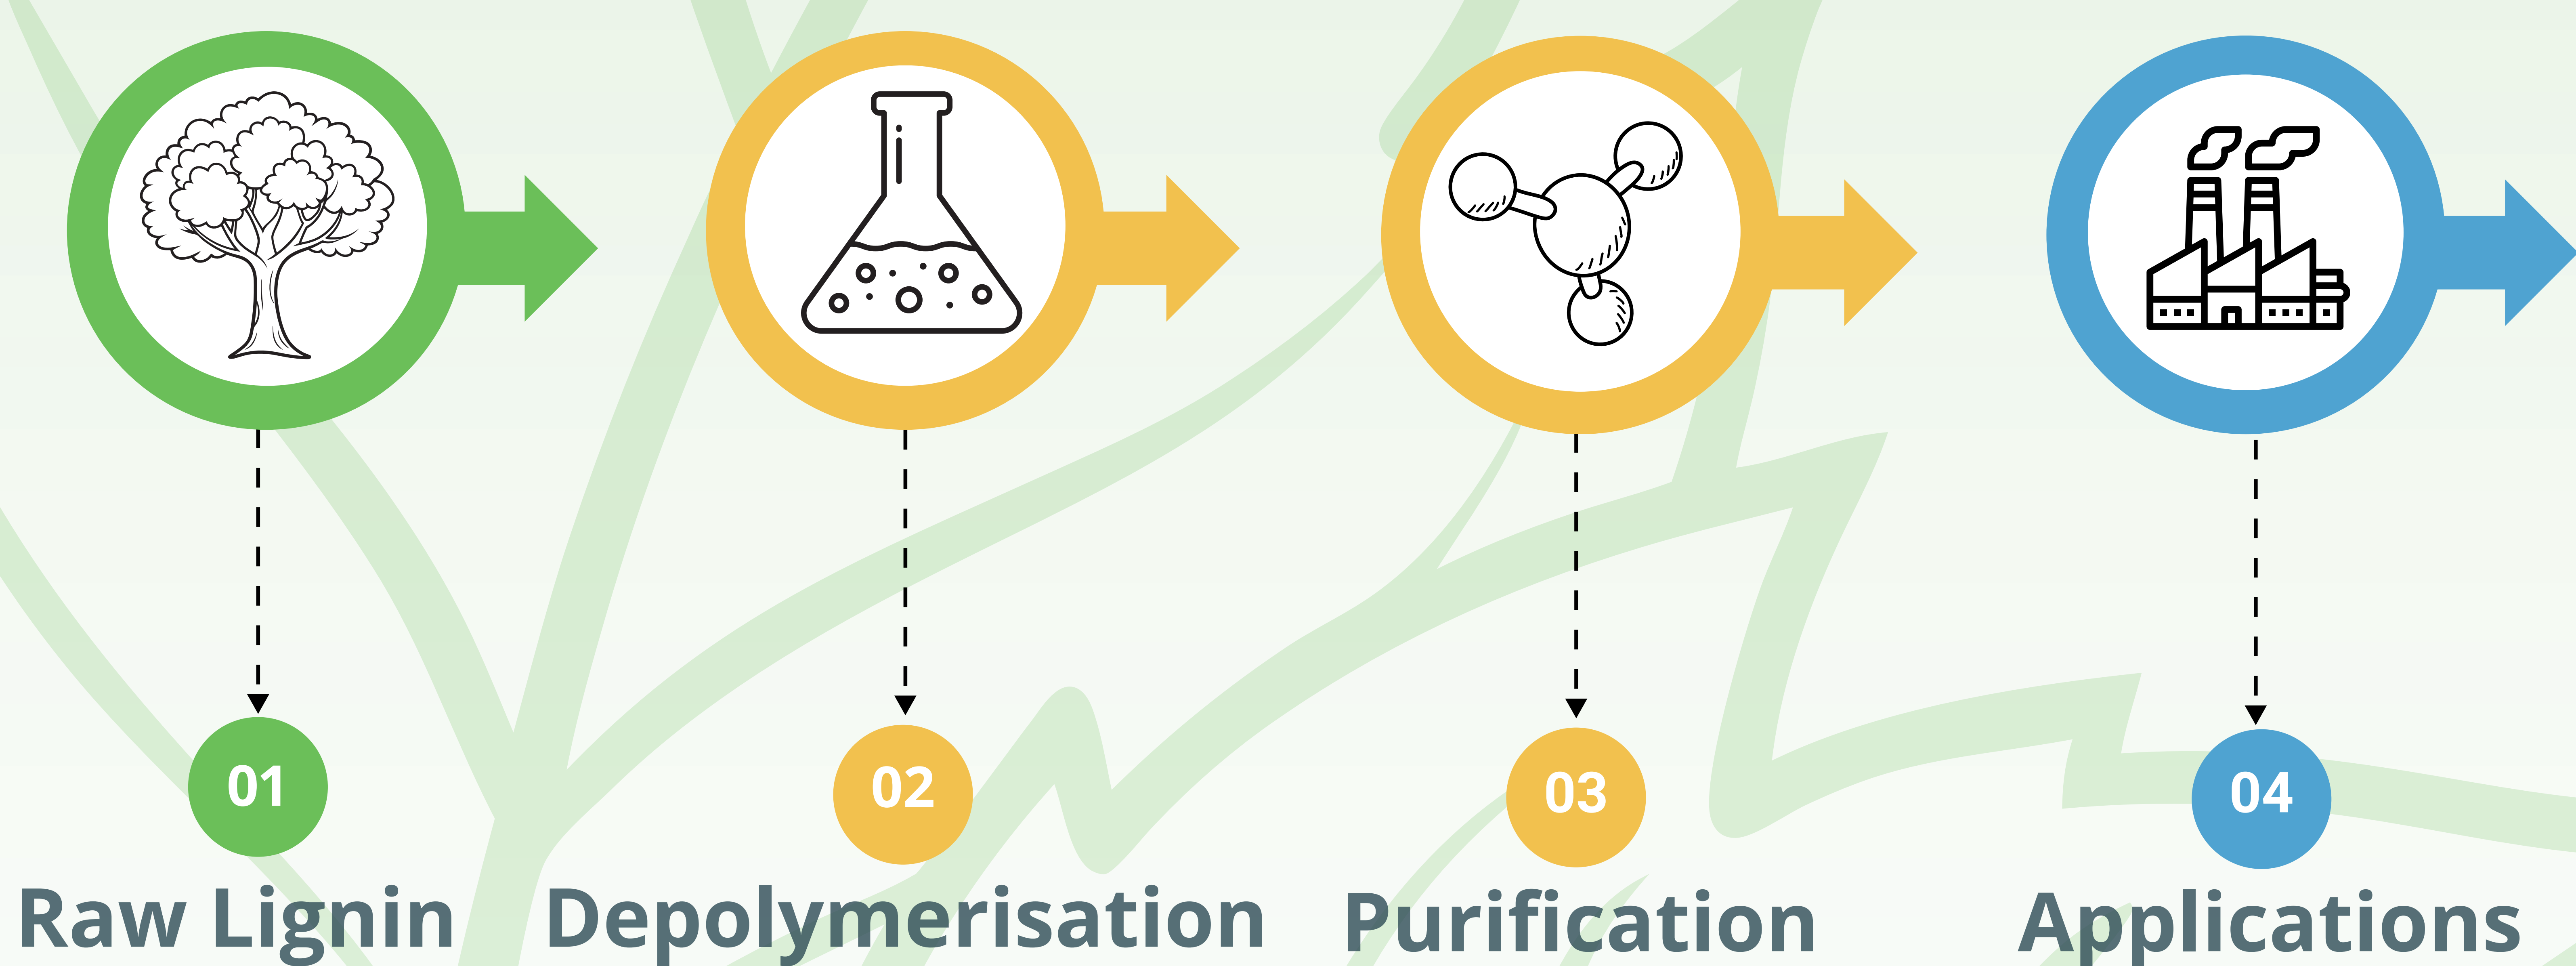 01
02
03
04
Raw Lignin
Depolymerisation
Purification
Applications